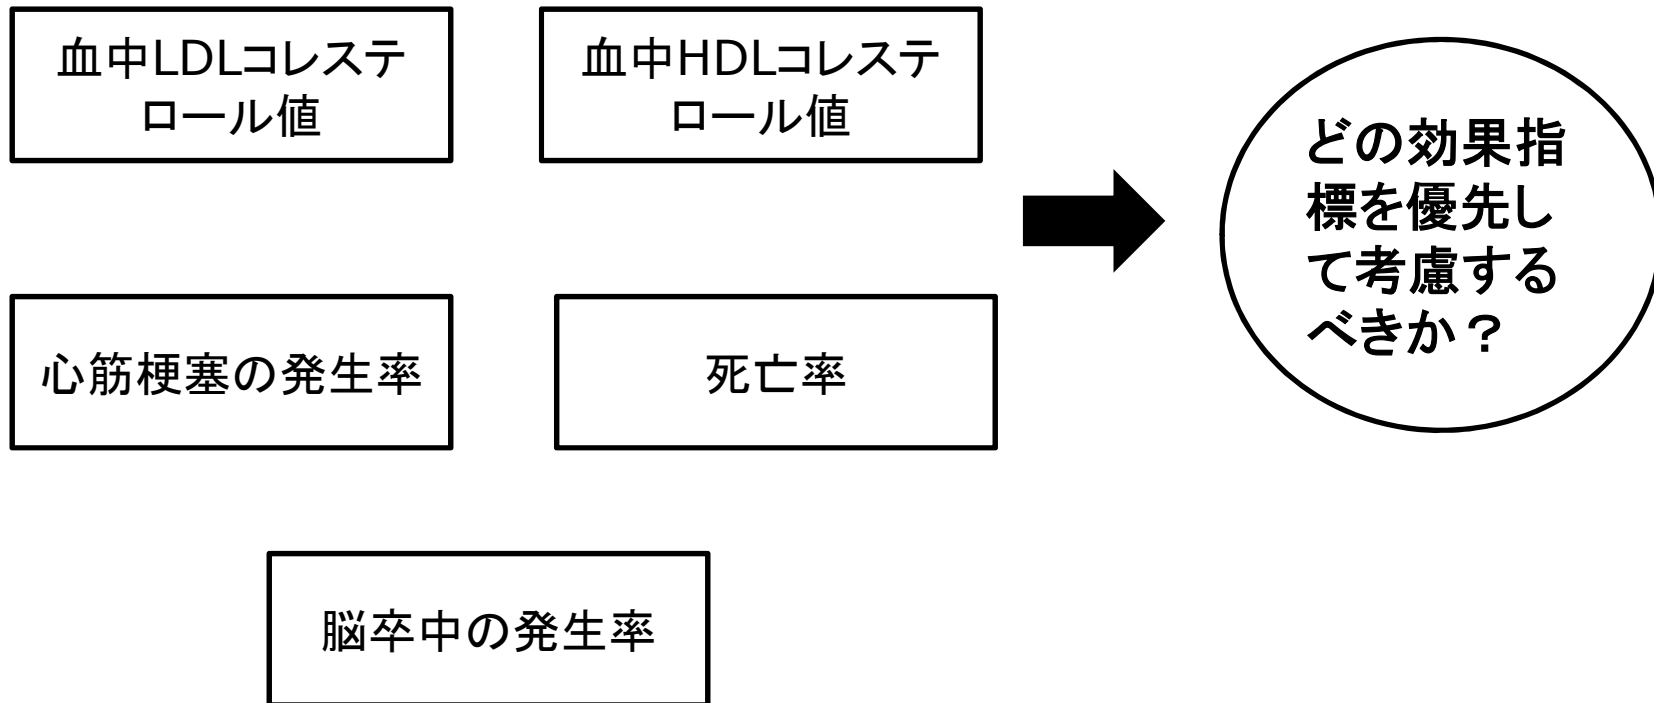 血中LDLコレステ
ロール値
血中HDLコレステ
ロール値
どの効果指
標を優先し
て考慮する
べきか？
心筋梗塞の発生率
死亡率
脳卒中の発生率